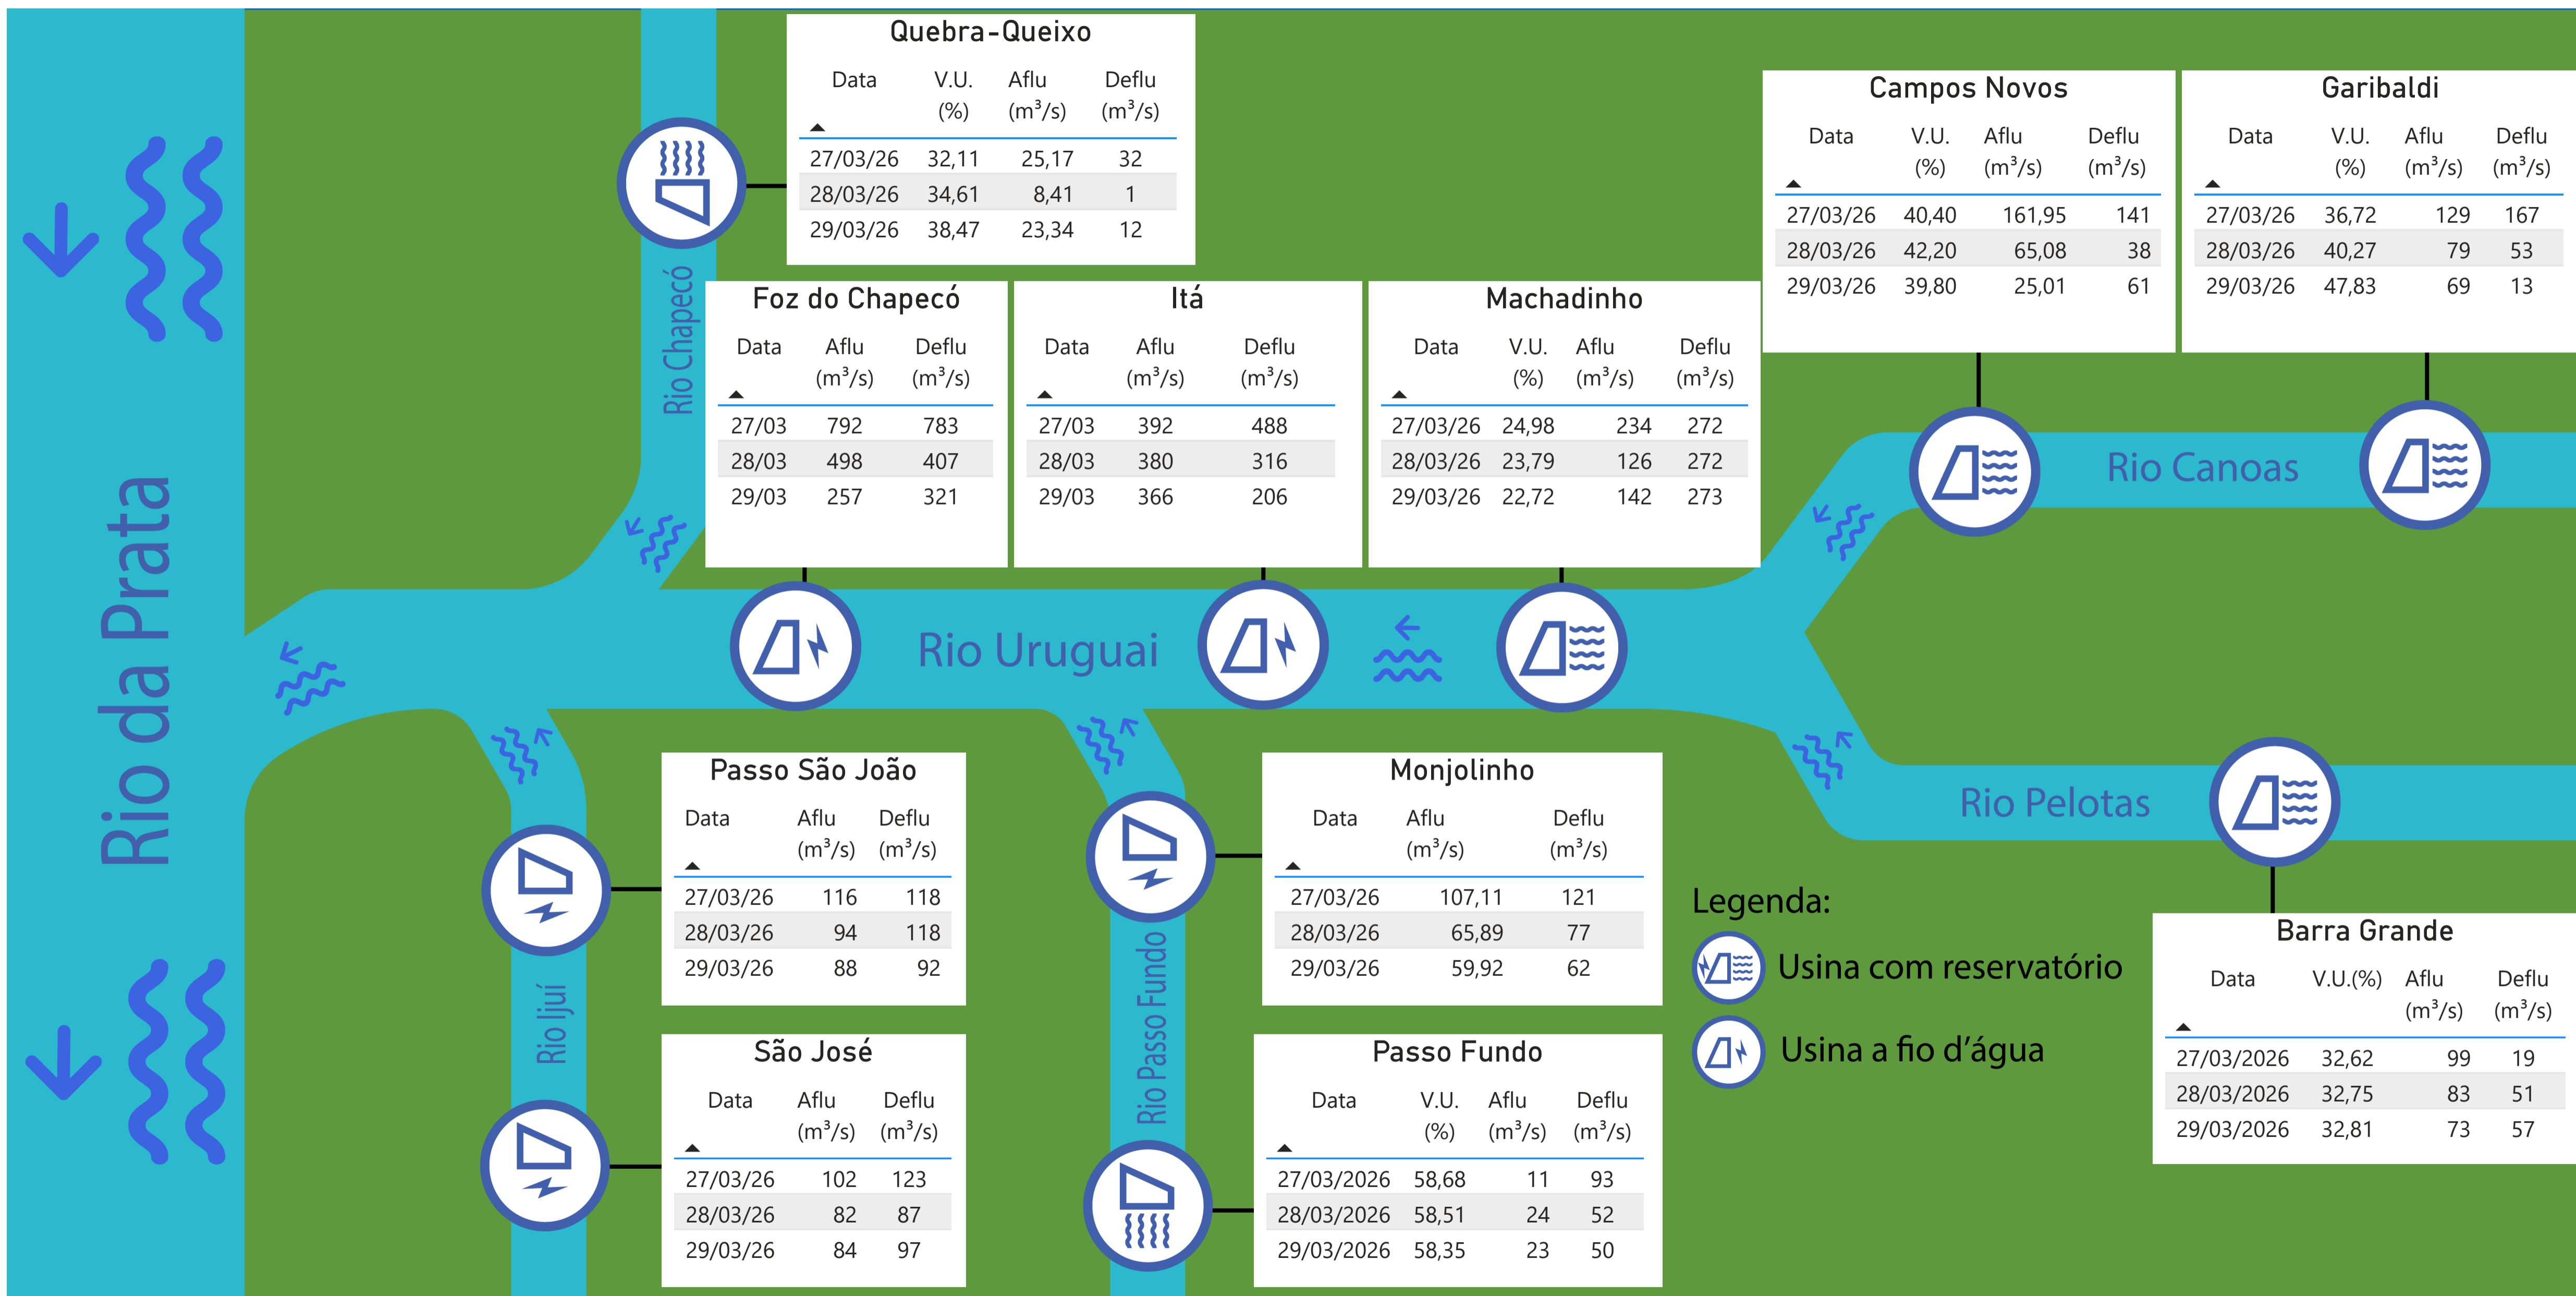 Quebra-Queixo
Data V.U. (%) Aflu (m³/s) Deflu (m³/s)
27/03/26 32,11 25,17 32
28/03/26 34,61 8,41 1
29/03/26 38,47 23,34 12
Campos Novos
Data V.U. (%) Aflu (m³/s) Deflu (m³/s)
27/03/26 40,40 161,95 141
28/03/26 42,20 65,08 38
29/03/26 39,80 25,01 61
Garibaldi
Data V.U. (%) Aflu (m³/s) Deflu (m³/s)
27/03/26 36,72 129 167
28/03/26 40,27 79 53
29/03/26 47,83 69 13
Rio Chapecó
Foz do Chapecó
Data Aflu (m³/s) Deflu (m³/s)
27/03 792 783
28/03 498 407
29/03 257 321
Itá
Data Aflu (m³/s) Deflu (m³/s)
27/03 392 488
28/03 380 316
29/03 366 206
Machadinho
Data V.U. (%) Aflu (m³/s) Deflu (m³/s)
27/03/26 24,98 234 272
28/03/26 23,79 126 272
29/03/26 22,72 142 273
Rio Canoas
Rio da Prata
Rio Uruguai
Rio Pelotas
Passo São João
Data Aflu (m³/s) Deflu (m³/s)
27/03/26 116 118
28/03/26 94 118
29/03/26 88 92
Monjolinho
Data Aflu (m³/s) Deflu (m³/s)
27/03/26 107,11 121
28/03/26 65,89 77
29/03/26 59,92 62
Legenda:
Usina com reservatório
Usina a fio d'água
Barra Grande
Data V.U.(%) Aflu (m³/s) Deflu (m³/s)
27/03/2026 32,62 99 19
28/03/2026 32,75 83 51
29/03/2026 32,81 73 57
Rio Ijuí
Rio Passo Fundo
São José
Data Aflu (m³/s) Deflu (m³/s)
27/03/26 102 123
28/03/26 82 87
29/03/26 84 97
Passo Fundo
Data V.U. (%) Aflu (m³/s) Deflu (m³/s)
27/03/2026 58,68 11 93
28/03/2026 58,51 24 52
29/03/2026 58,35 23 50